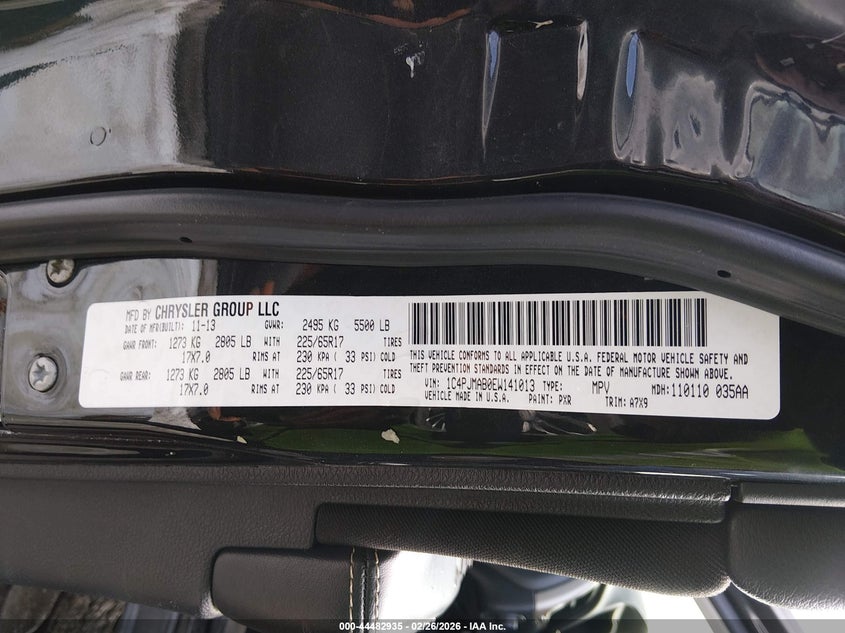 MFD BY CHRYSLER GROUP LLC
DATE OF MFR(BUILT): 11-13 GVWR: 2495 KG 5500 LB
GAWR FRONT: 1273 KG 2805 LB WITH 225/65R17 TIRES
17X7.0 RIMS AT 230 KPA ( 33 PSI) COLD
GAWR REAR: 1273 KG 2805 LB WITH 225/65R17 TIRES
17X7.0 RIMS AT 230 KPA ( 33 PSI) COLD
THIS VEHICLE CONFORMS TO ALL APPLICABLE U.S.A. FEDERAL MOTOR VEHICLE SAFETY AND
THEFT PREVENTION STANDARDS IN EFFECT ON THE DATE OF MANUFACTURE SHOWN ABOVE.
VIN: 1C4PJMAB0EW141013 TYPE: MPV MDH: 110110 035AA
VEHICLE MADE IN U.S.A. PAINT: PXR TRIM: A7X9
000-44482935 - 02/26/2026 - IAA Inc.